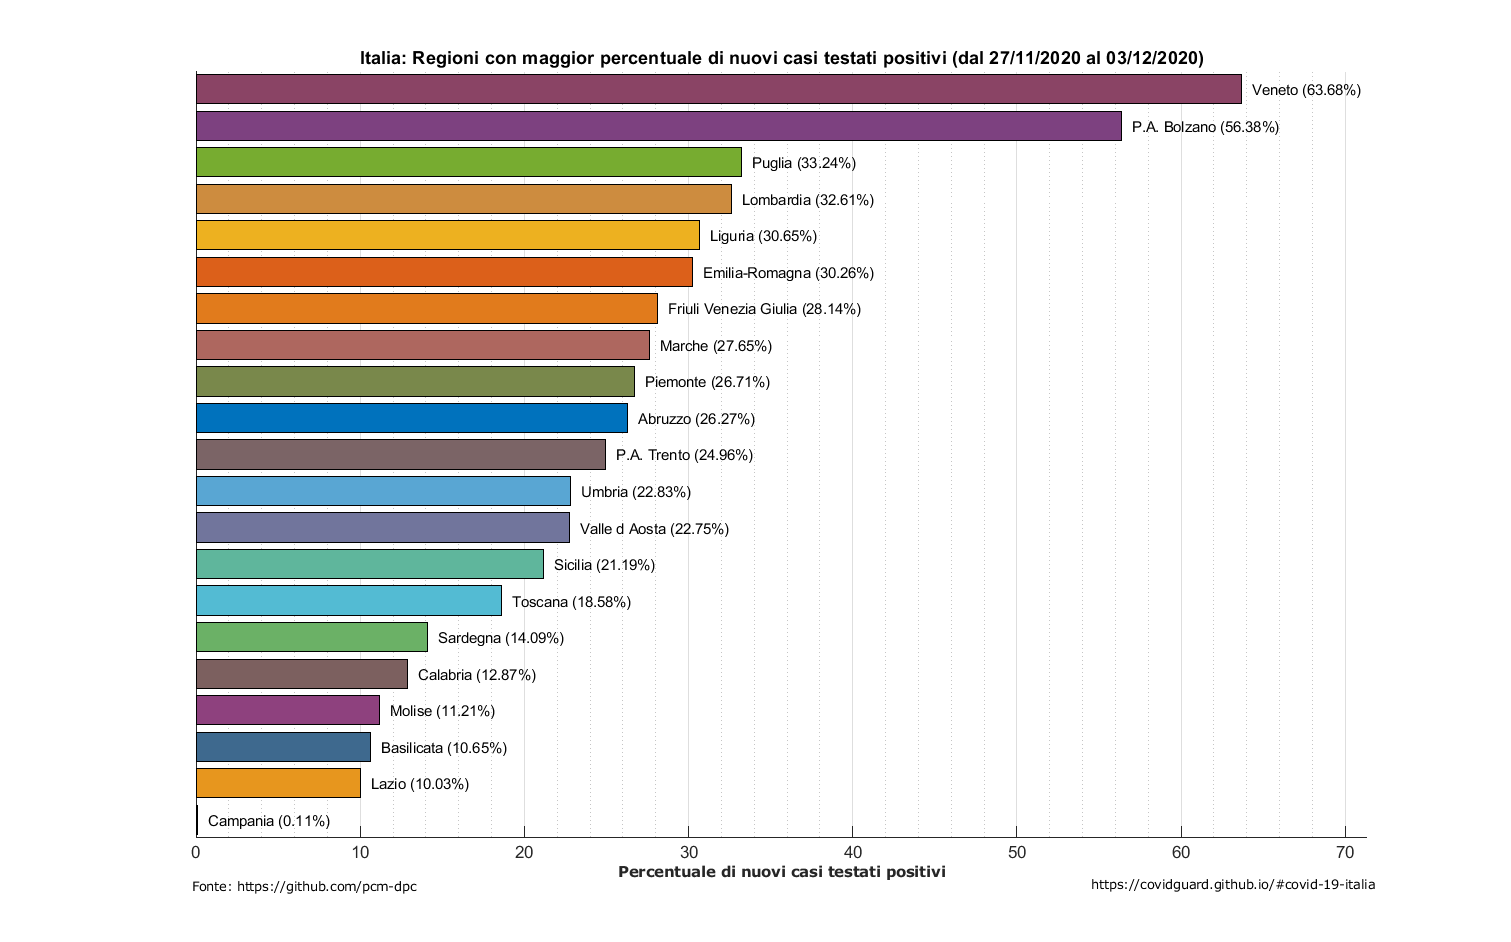 Italia: Regioni con maggior percentuale di nuovi casi testati positivi (dal 27/11/2020 al 03/12/2020)
Veneto (63.68%)
P.A. Bolzano (56.38%)
Puglia (33.24%)
Lombardia (32.61%)
Liguria (30.65%)
Emilia-Romagna (30.26%)
Friuli Venezia Giulia (28.14%)
Marche (27.65%)
Piemonte (26.71%)
Abruzzo (26.27%)
P.A. Trento (24.96%)
Umbria (22.83%)
Valle d Aosta (22.75%)
Sicilia (21.19%)
Toscana (18.58%)
Sardegna (14.09%)
Calabria (12.87%)
Molise (11.21%)
Basilicata (10.65%)
Lazio (10.03%)
Campania (0.11%)
0 10 20 30 40 50 60 70
Percentuale di nuovi casi testati positivi
Fonte: https://github.com/pcm-dpc
https://covidguard.github.io/#covid-19-italia